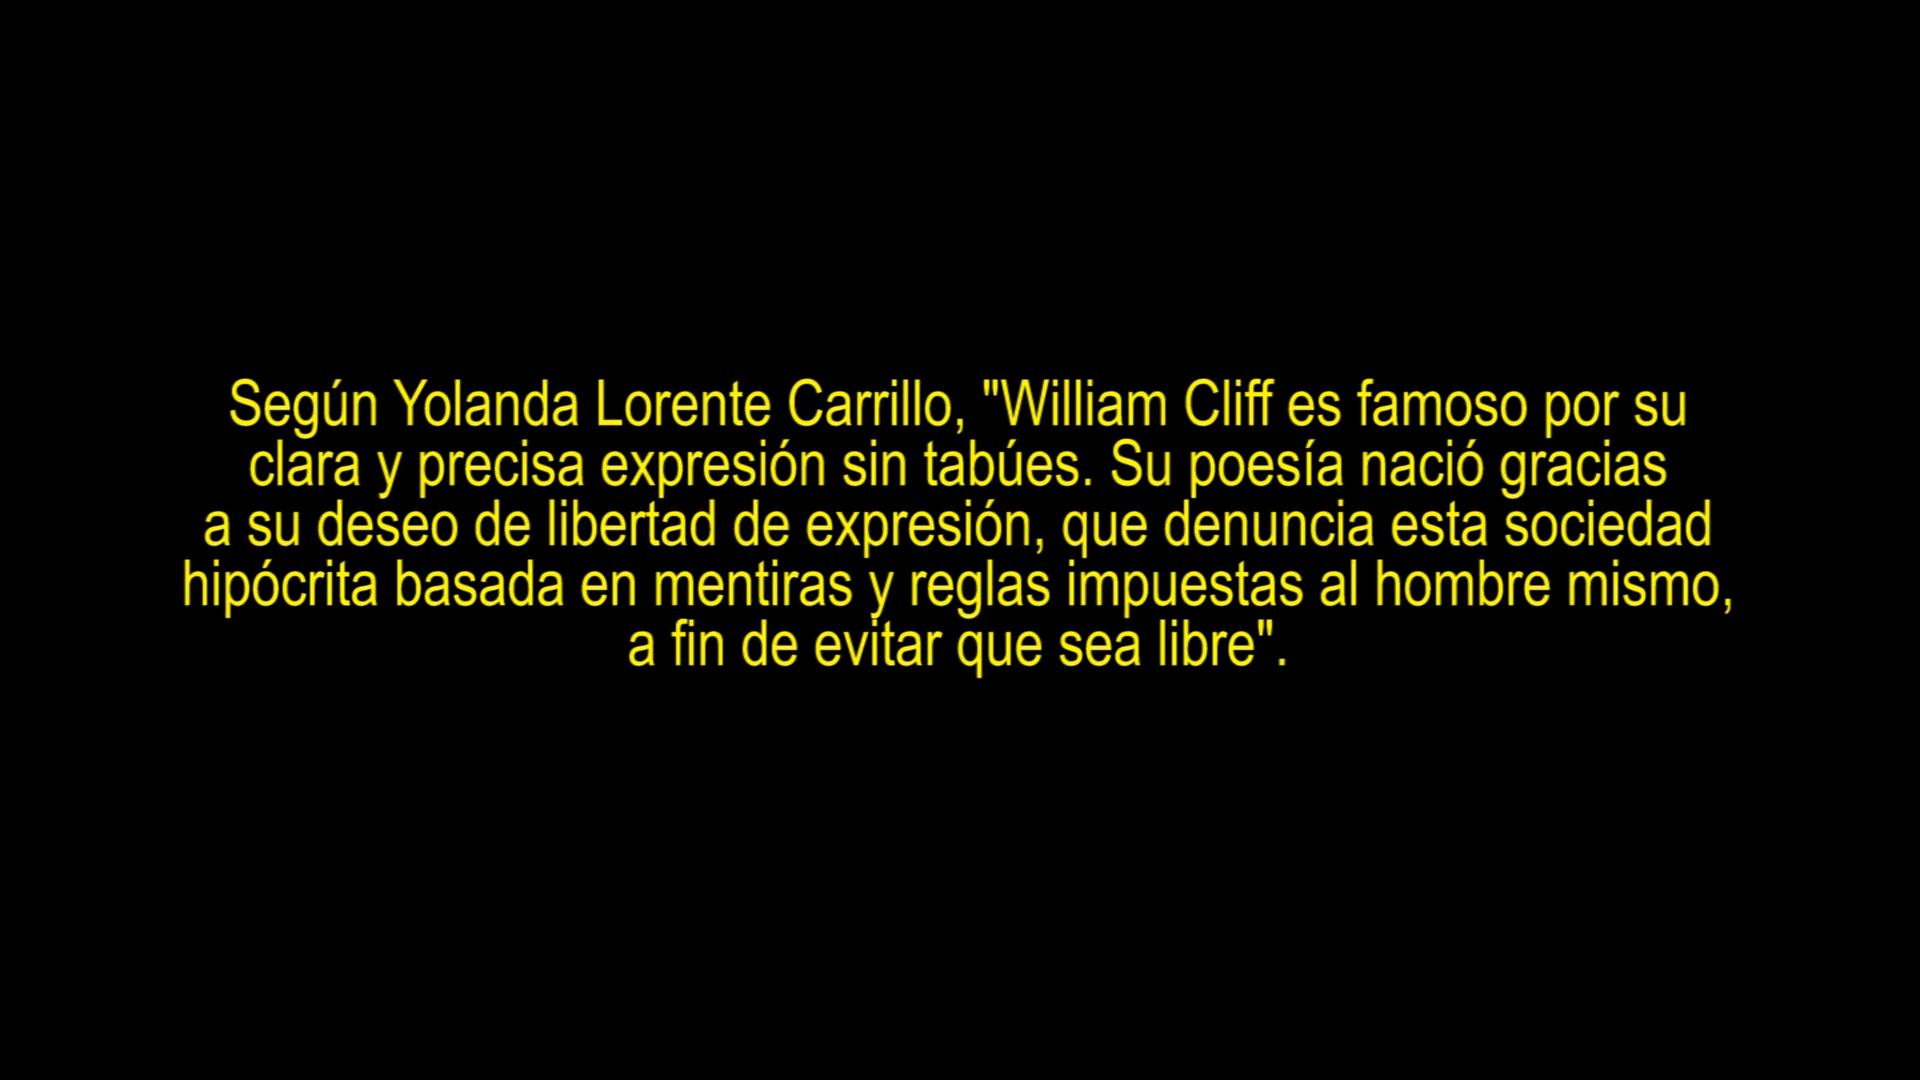 Según Yolanda Lorente Carrillo, "William Cliff es famoso por su
clara y precisa expresión sin tabúes. Su poesía nació gracias
a su deseo de libertad de expresión, que denuncia esta sociedad
hipócrita basada en mentiras y reglas impuestas al hombre mismo,
a fin de evitar que sea libre".